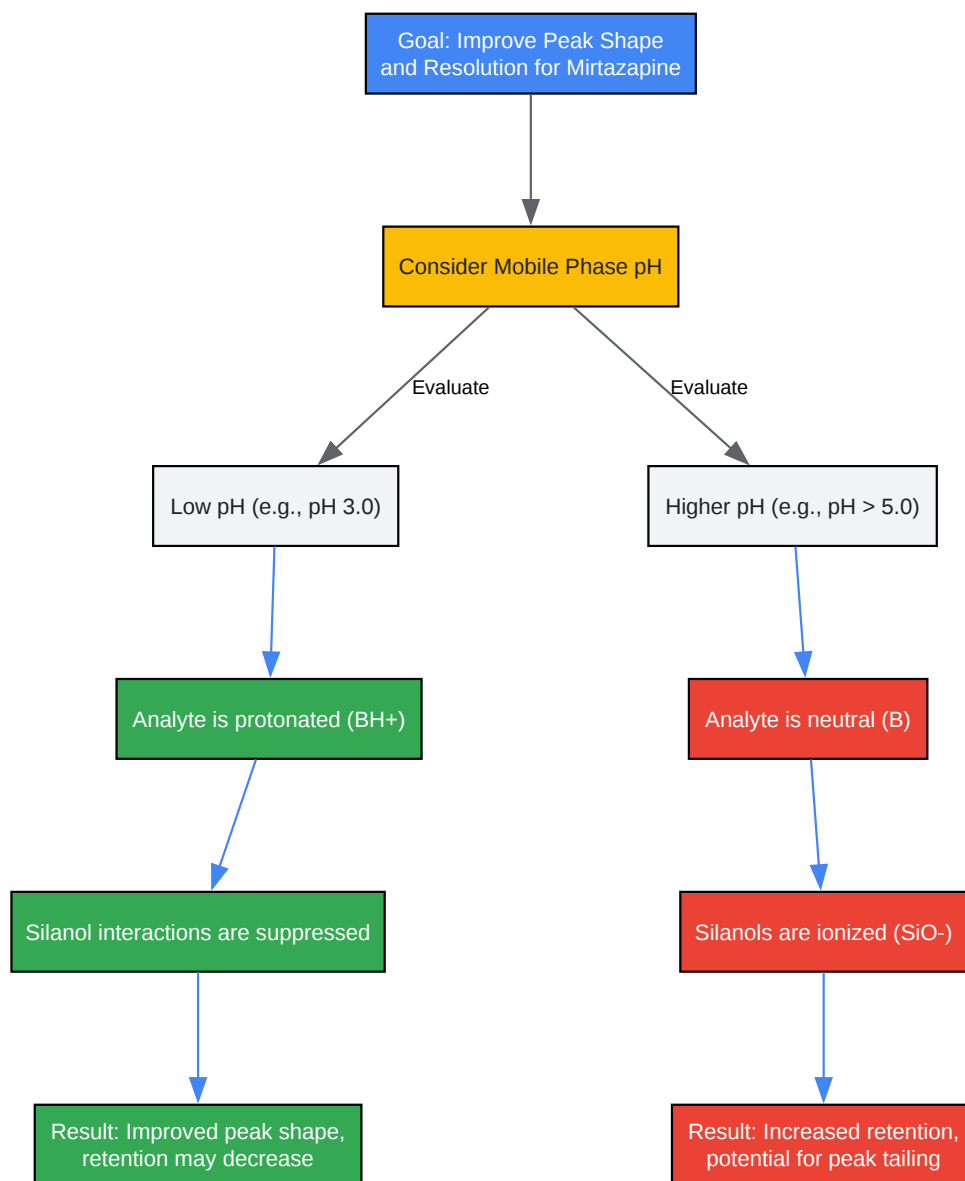 Goal: Improve Peak Shape
and Resolution for Mirtazapine
Consider Mobile Phase pH
Evaluate
Evaluate
Low pH (e.g., pH 3.0)
Higher pH (e.g., pH > 5.0)
Analyte is protonated (BH+)
Analyte is neutral (B)
Silanol interactions are suppressed
Silanols are ionized (SiO-)
Result: Improved peak shape,
retention may decrease
Result: Increased retention,
potential for peak tailing